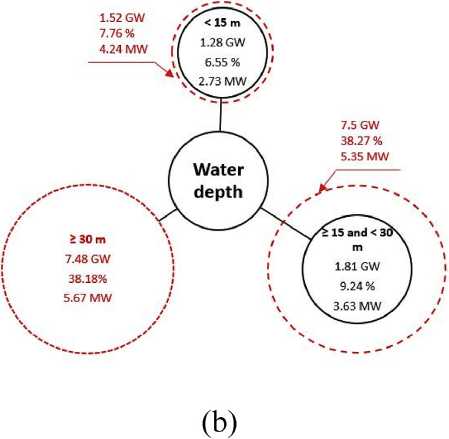 1.52 GW
7.76 %
4.24 MW
< 15 m
1.28 GW
6.55 %
2.73 MW
7.5 GW
38.27 %
5.35 MW
Water
depth
≥ 30 m
7.48 GW
38.18%
5.67 MW
≥ 15 and < 30
m
1.81 GW
9.24 %
3.63 MW
(b)